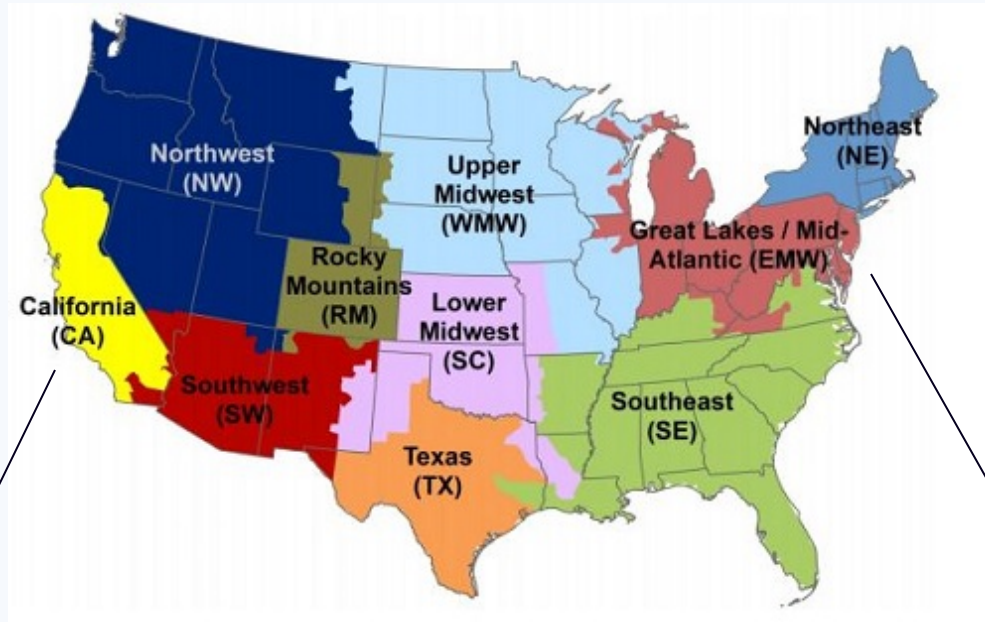 Northwest
(NW)
Upper
Midwest
(WMW)
Northeast
(NE)
Great Lakes / Mid-
Atlantic (EMW)
Rocky
Mountains
(RM)
California
(CA)
Lower
Midwest
(SC)
Southwest
(SW)
Southeast
(SE)
Texas
(TX)